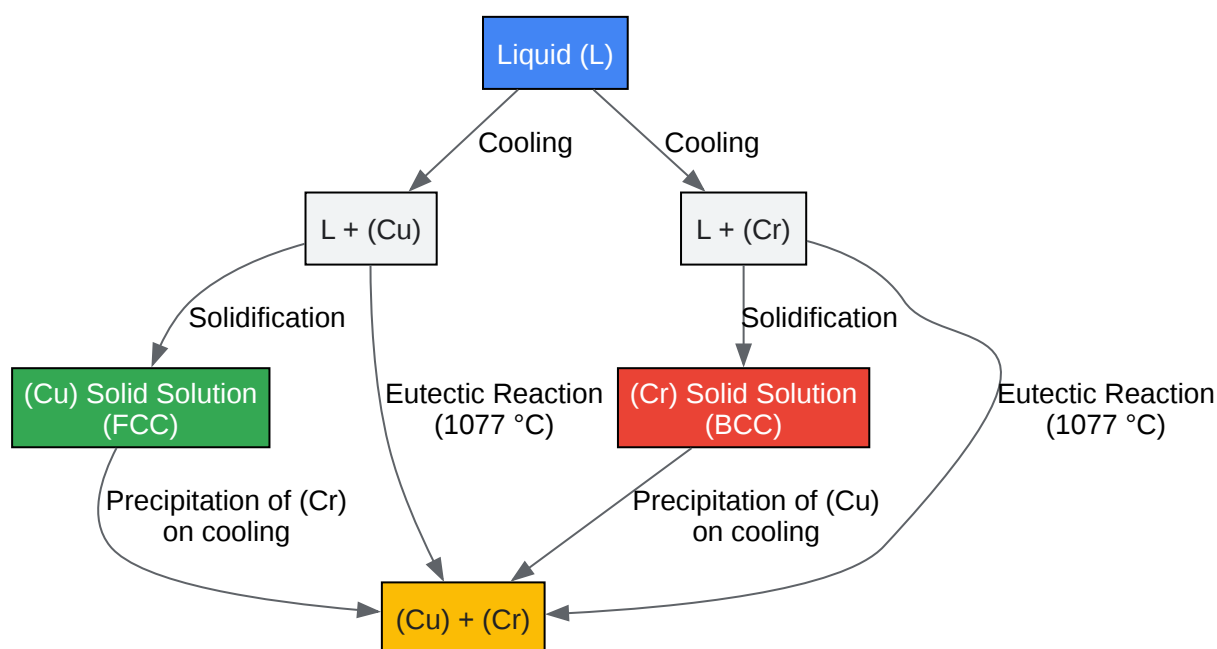 Liquid (L)
Cooling
Cooling
L + (Cu)
L + (Cr)
Solidification
Solidification
(Cu) Solid Solution
(FCC)
Eutectic Reaction
(1077 °C)
(Cr) Solid Solution
(BCC)
Eutectic Reaction
(1077 °C)
Precipitation of (Cr)
on cooling
Precipitation of (Cu)
on cooling
(Cu) + (Cr)